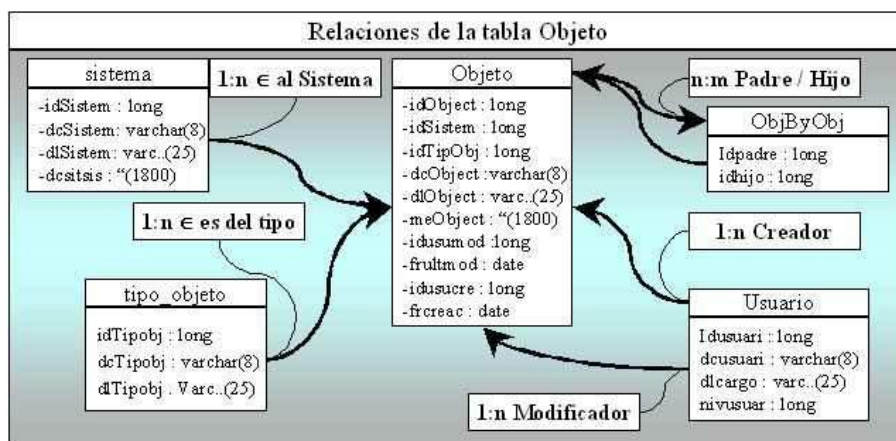 Relaciones de la tabla Objeto
sistema
-idSistem : long
-dcSistem: varchar(8)
-dlSistem: varc..(25)
-dcsitsis : “(1800)
1:n ∈ al Sistema
Objeto
-idObject : long
-idSistem : long
-idTipObj : long
-dcObject :varchar(8)
-dlObject : varc..(25)
-meObject : “(1800)
-idusumod :long
-frultmod : date
-idusucre : long
-frcreac : date
n:m Padre / Hijo
ObjByObj
Idpadre : long
idhijo : long
1:n ∈ es del tipo
tipo_objeto
idTipobj : long
dcTipobj : varchar(8)
dlTipobj . Varc..(25)
1:n Creador
Usuario
Idusuari : long
dcusuari : varchar(8)
dlcargo : varc..(25)
nivusuar : long
1:n Modificador